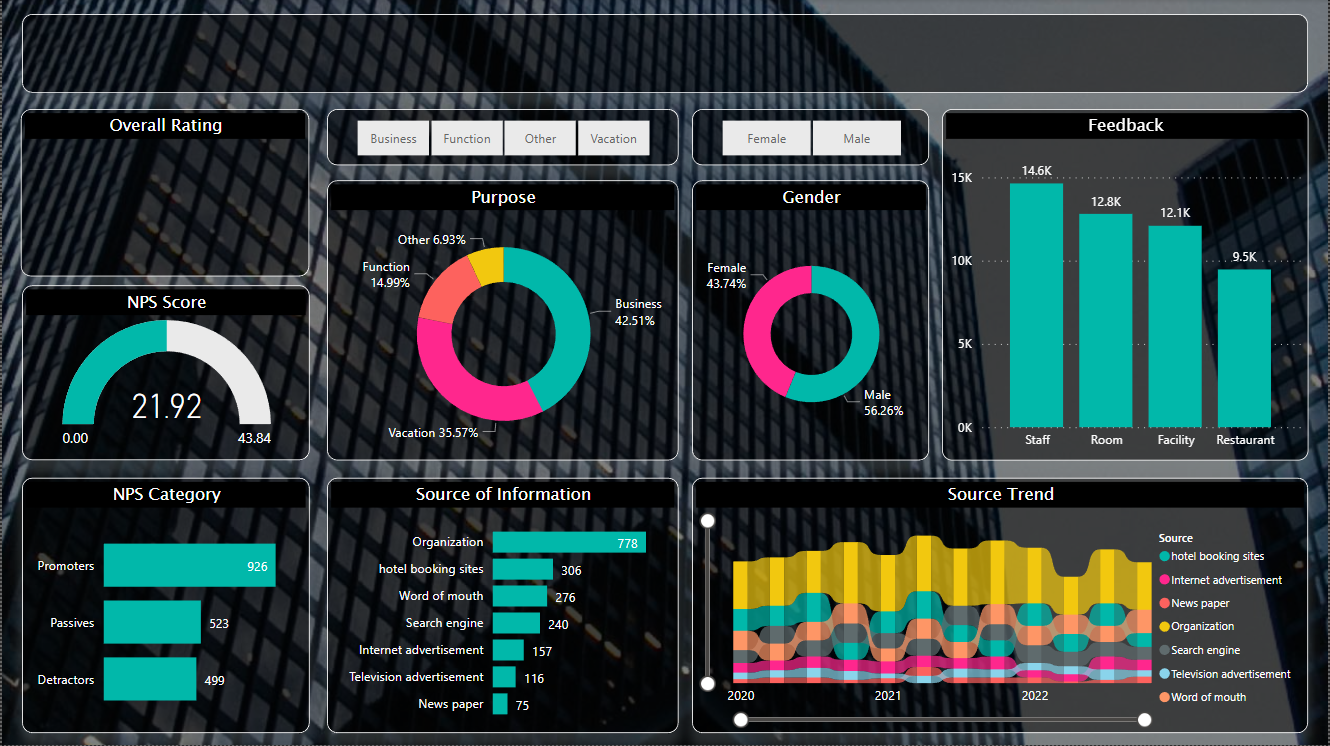 Overall Rating
Business
Function
Other
Vacation
Female
Male
Feedback
15K
10K
5K
0K
14.6K
12.8K
12.1K
9.5K
Staff
Room
Facility
Restaurant
Purpose
Other 6.93%
Function
14.99%
Business
42.51%
Vacation 35.57%
Gender
Female
43.74%
Male
56.26%
NPS Score
21.92
0.00
43.84
NPS Category
Promoters 926
Passives 523
Detractors 499
Source of Information
Organization 778
hotel booking sites 306
Word of mouth 276
Search engine 240
Internet advertisement 157
Television advertisement 116
News paper 75
Source Trend
2020
2021
2022
Source
hotel booking sites
Internet advertisement
News paper
Organization
Search engine
Television advertisement
Word of mouth